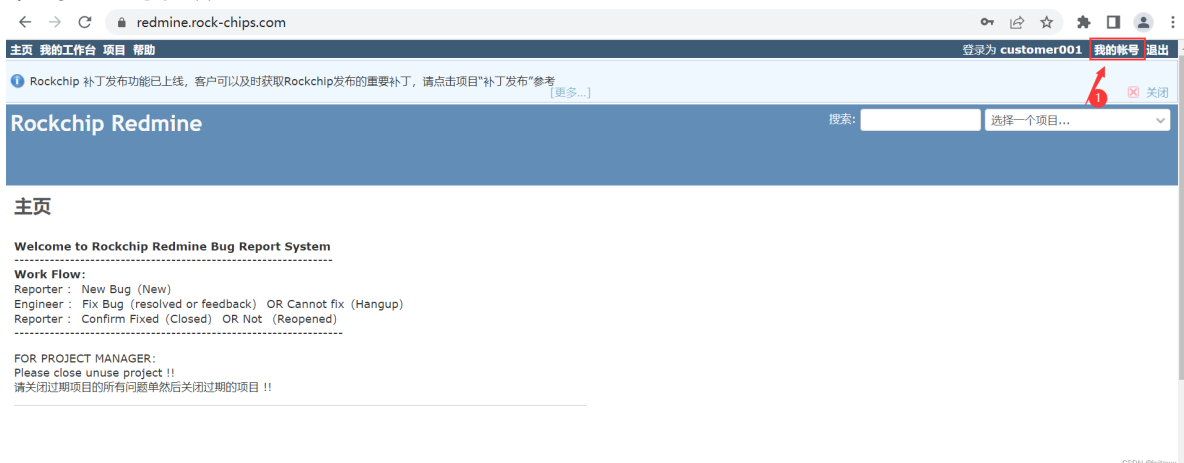 redmine.rock-chips.com
主页 我的工作台 项目 帮助
登录为 customer001 我的帐号 退出
Rockchip 补丁发布功能已上线，客户可以及时获取Rockchip发布的重要补丁，请点击项目"补丁发布"参考
[更多...]
1
关闭
Rockchip Redmine
搜索:
选择一个项目...
主页
Welcome to Rockchip Redmine Bug Report System
----------------------------------------------------------------
Work Flow:
Reporter： New Bug（New）
Engineer： Fix Bug（resolved or feedback） OR Cannot fix（Hangup）
Reporter： Confirm Fixed（Closed） OR Not （Reopened）
------------------------------------------------------------------
FOR PROJECT MANAGER:
Please close unuse project !!
请关闭过期项目的所有问题单然后关闭过期的项目 !!